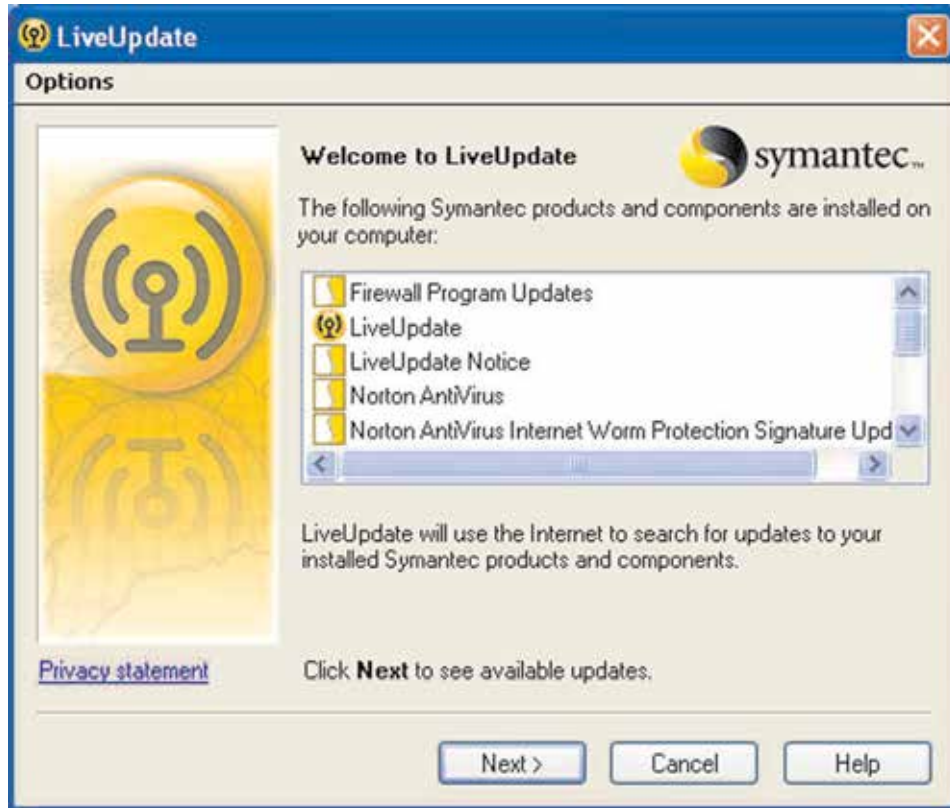 LiveUpdate
Options
Welcome to LiveUpdate
symantec™
The following Symantec products and components are installed on
your computer:
Firewall Program Updates
LiveUpdate
LiveUpdate Notice
Norton AntiVirus
Norton AntiVirus Internet Worm Protection Signature Upd
LiveUpdate will use the Internet to search for updates to your
installed Symantec products and components.
Privacy statement
Click Next to see available updates.
Next >
Cancel
Help